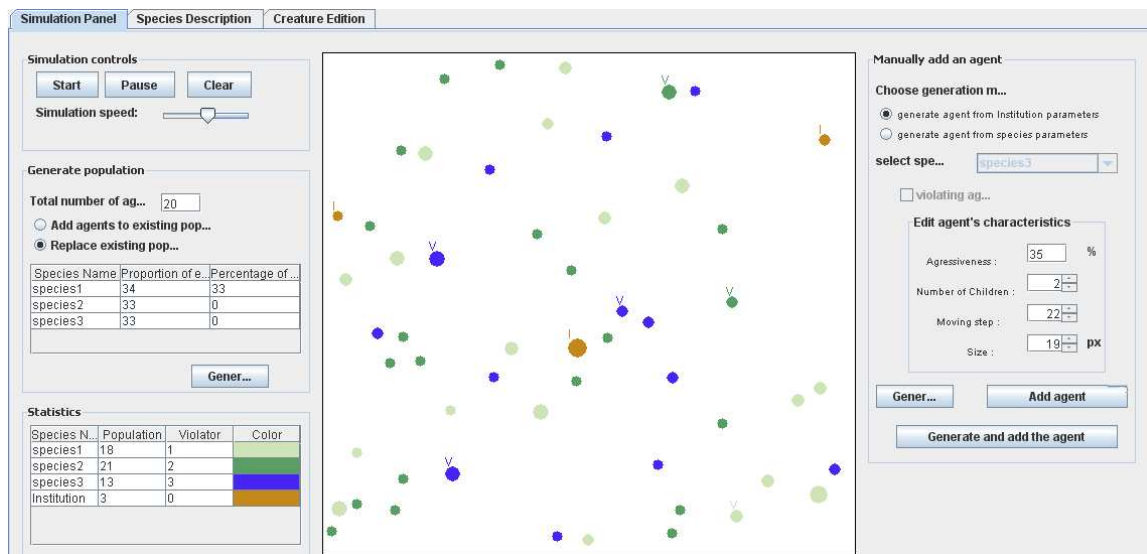 Simulation Panel Species Description Creature Edition
Simulation controls
Start Pause Clear
Simulation speed:
Generate population
Total number of ag... 20
Add agents to existing pop...
Replace existing pop...
Species Name Proportion of e... Percentage of ...
species1 34 33
species2 33 0
species3 33 0
Gener...
Statistics
Species N... Population Violator Color
species1 18 1
species2 21 2
species3 13 3
Institution 3 0
V
I
I
V
V
V
I
V
V
Manually add an agent
Choose generation m...
generate agent from Institution parameters
generate agent from species parameters
select spe... species3
violating ag...
Edit agent's characteristics
Agressiveness : 35 %
Number of Children : 2
Moving step : 22
Size : 19 px
Gener... Add agent
Generate and add the agent